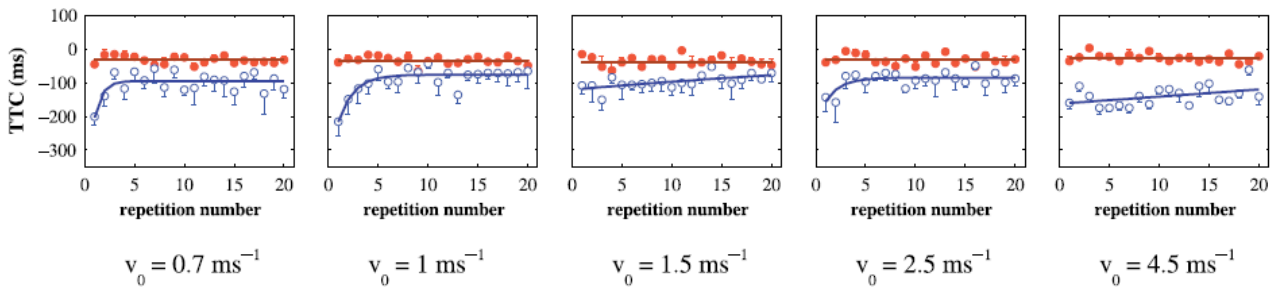 TTC (ms)
100
0
−100
−200
−300
0 5 10 15 20
0 5 10 15 20
0 5 10 15 20
0 5 10 15 20
0 5 10 15 20
repetition number
repetition number
repetition number
repetition number
repetition number
v₀ = 0.7 ms⁻¹
v₀ = 1 ms⁻¹
v₀ = 1.5 ms⁻¹
v₀ = 2.5 ms⁻¹
v₀ = 4.5 ms⁻¹